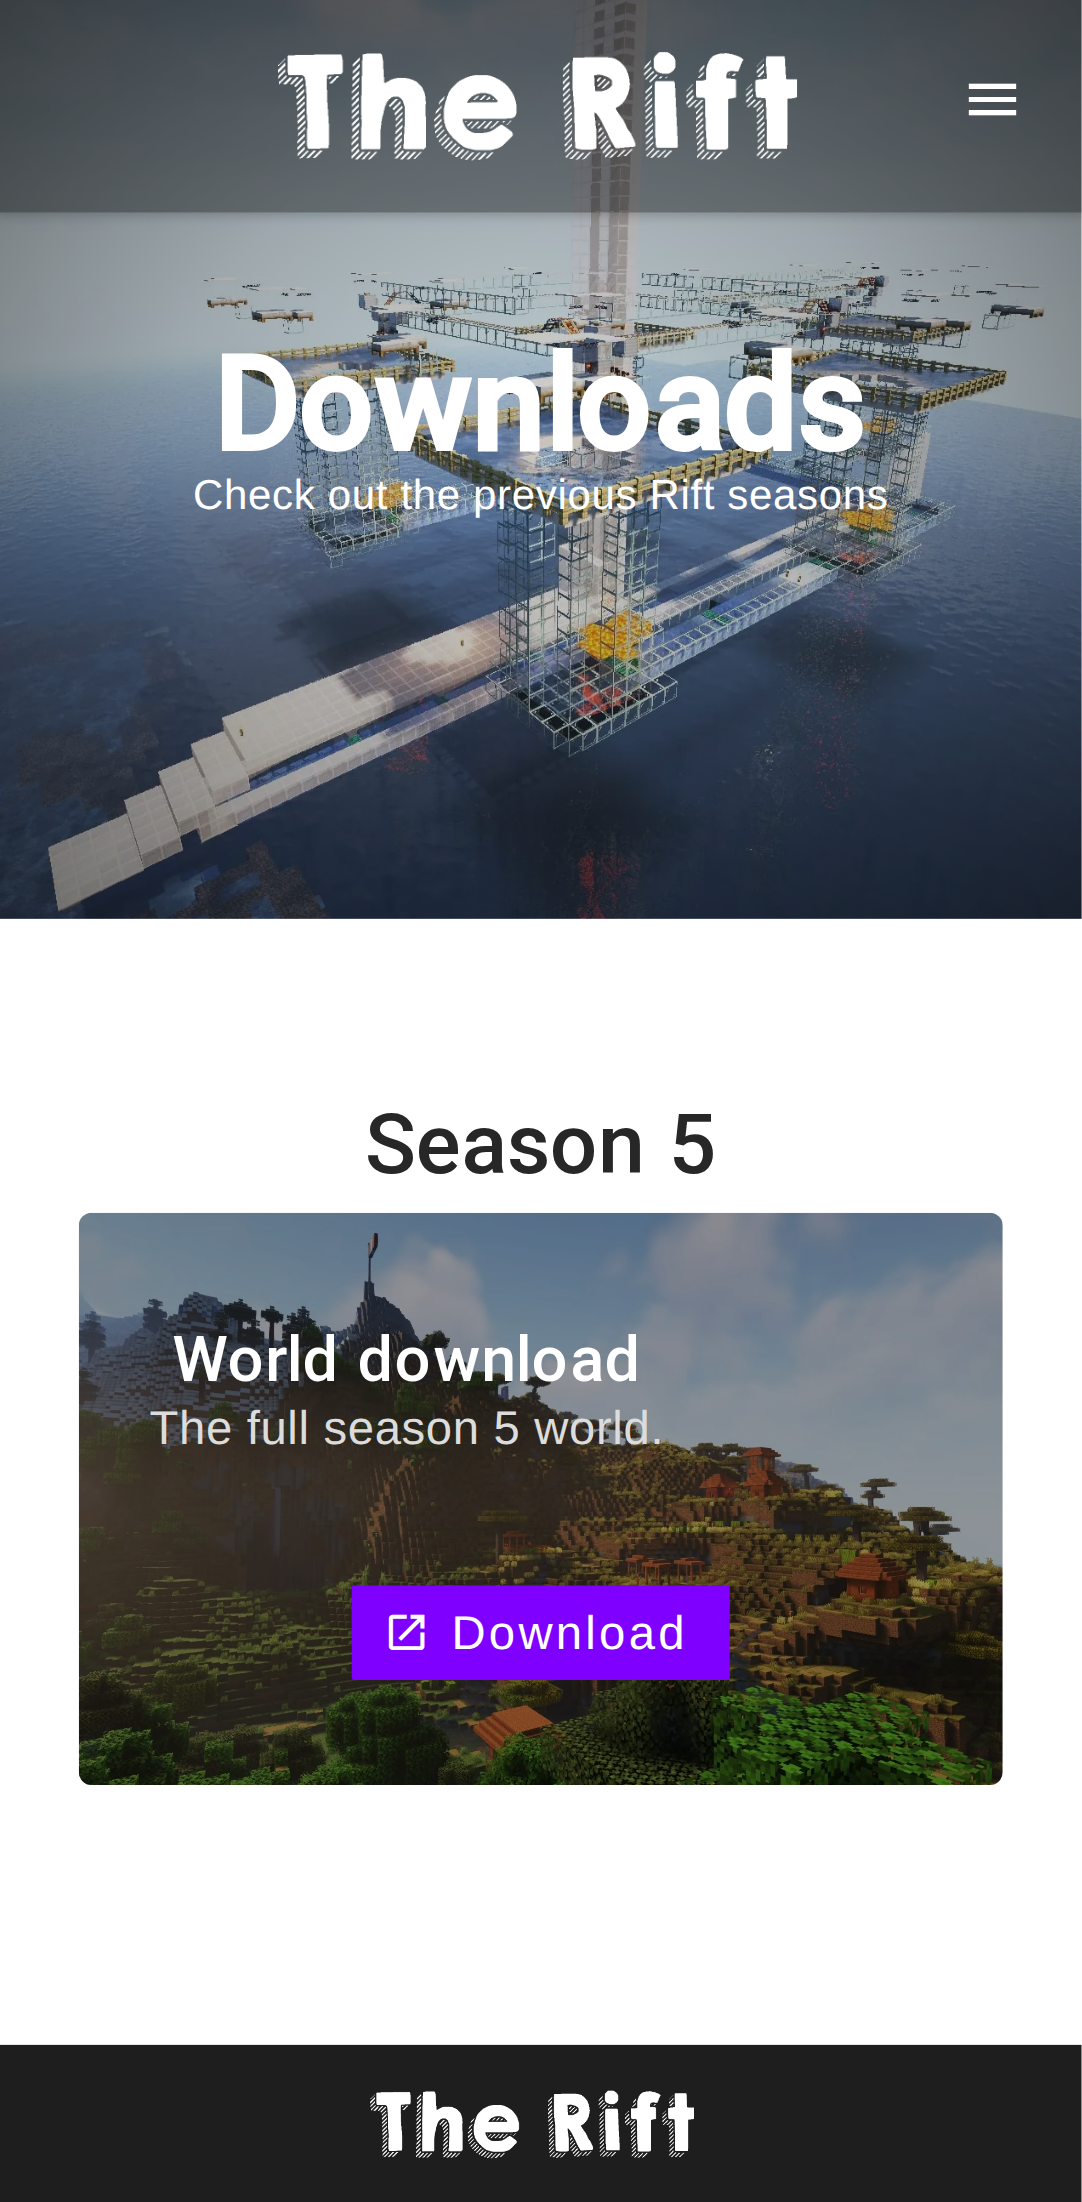 The Rift
Downloads
Check out the previous Rift seasons
Season 5
World download
The full season 5 world.
Download
The Rift